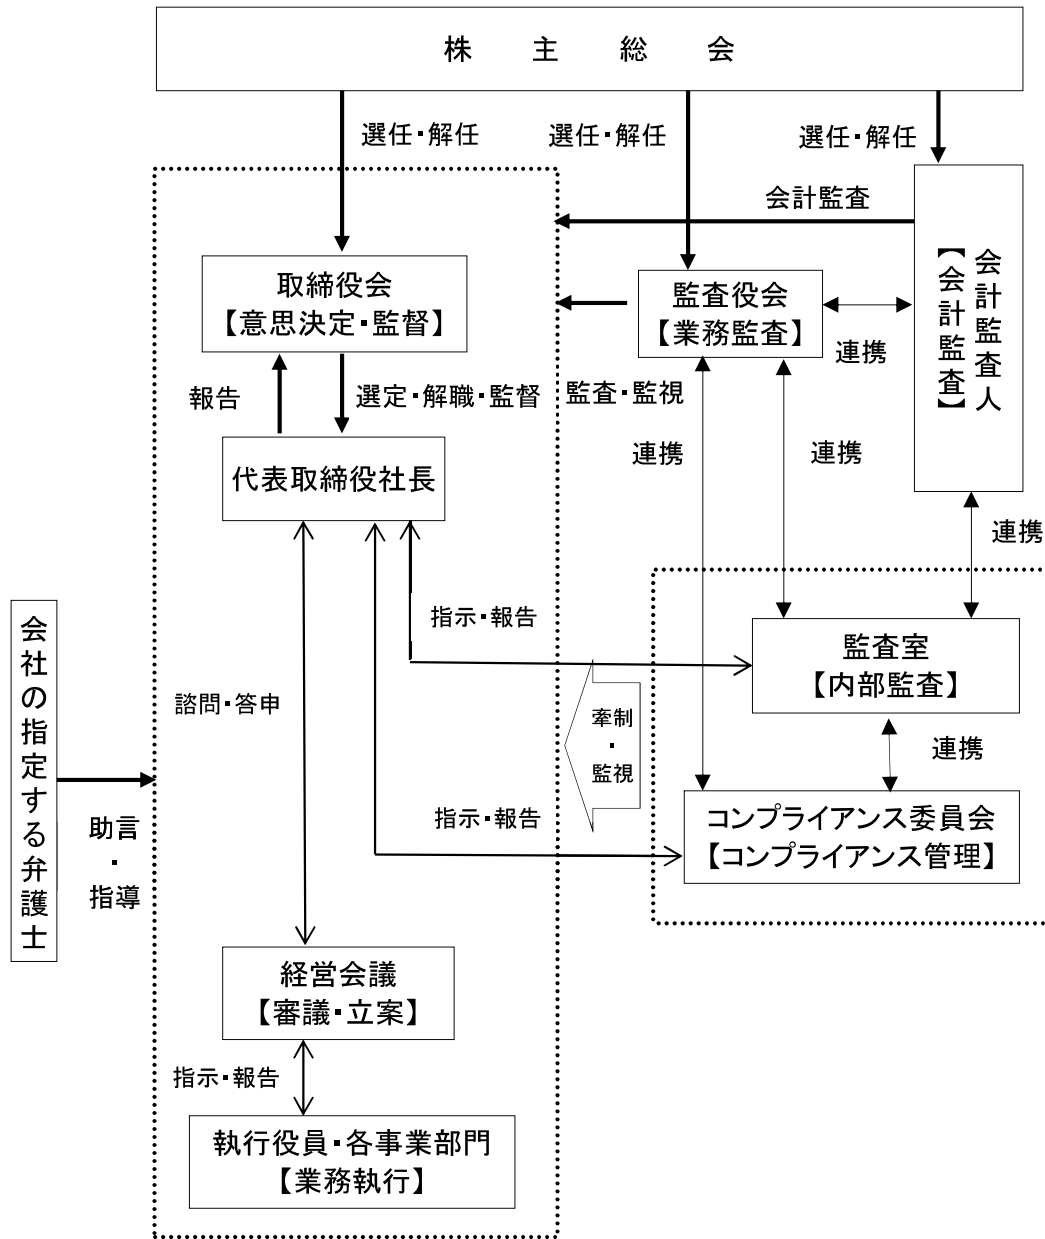 株主総会
選任・解任
選任・解任
選任・解任
会計監査
会計監査人
【会計監査】
取締役会
【意思決定・監督】
監査役会
【業務監査】
連携
報告
選定・解職・監督
監査・監視
連携
連携
代表取締役社長
連携
指示・報告
監査室
【内部監査】
会社の指定する弁護士
諮問・答申
牽制
・
監視
連携
助言
・
指導
指示・報告
コンプライアンス委員会
【コンプライアンス管理】
経営会議
【審議・立案】
指示・報告
執行役員・各事業部門
【業務執行】